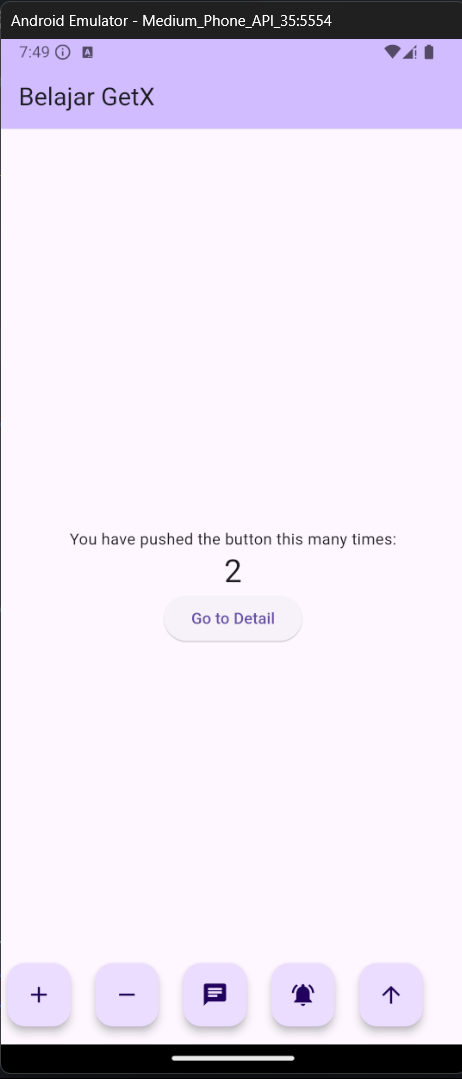 Android Emulator - Medium_Phone_API_35:5554
7:49
Belajar GetX
You have pushed the button this many times:
2
Go to Detail